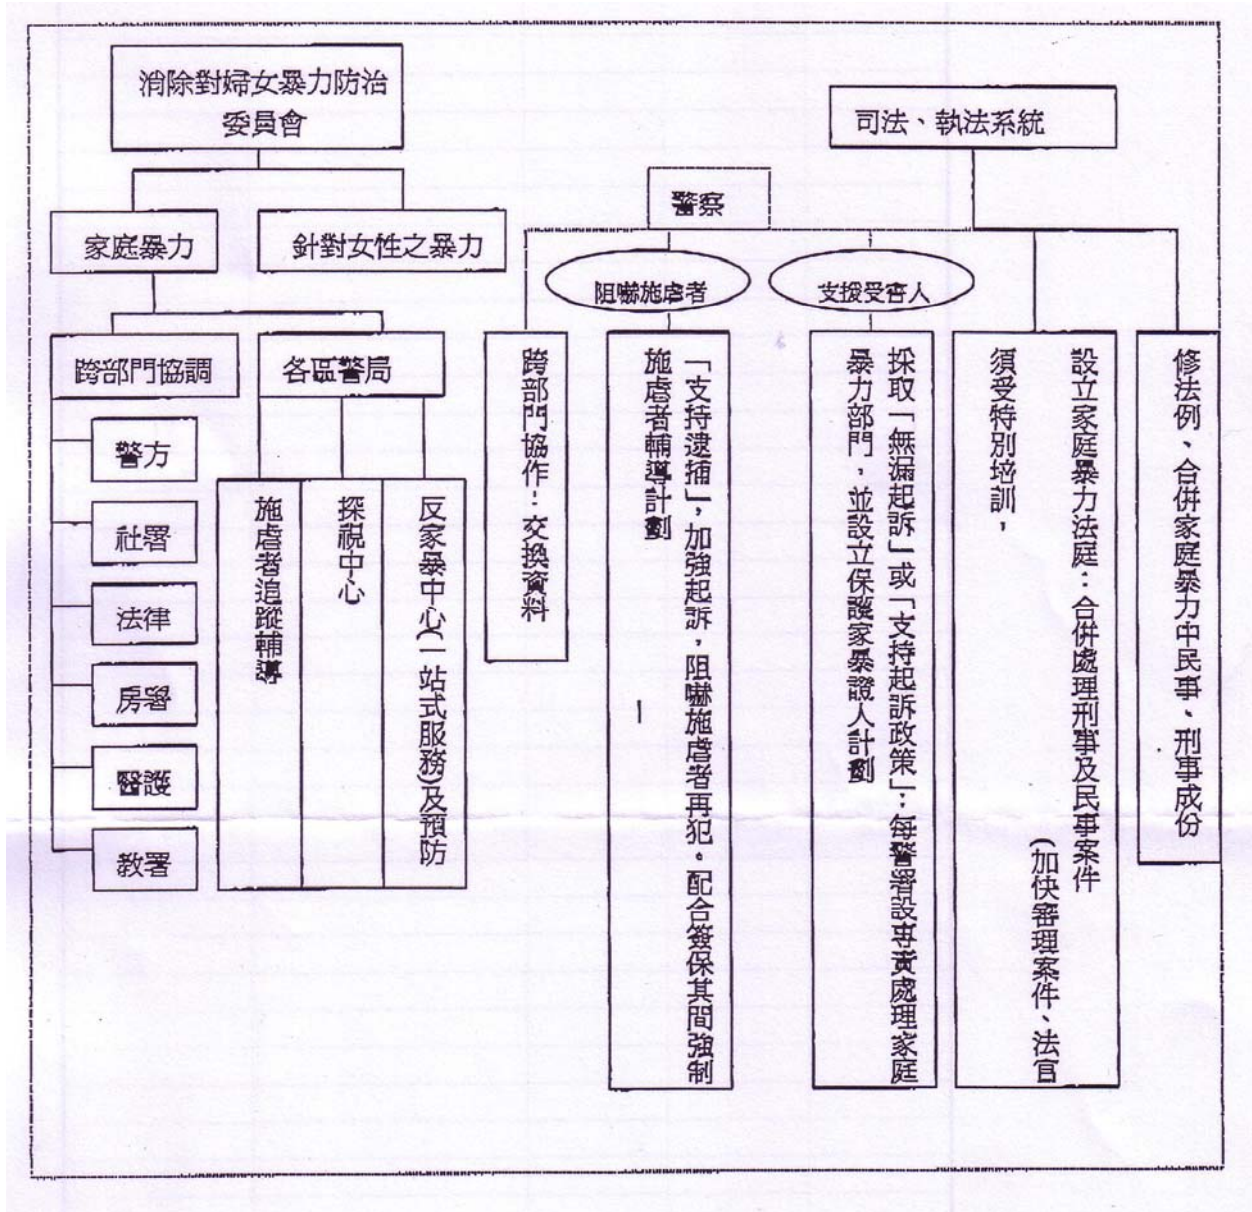 消除對婦女暴力防治
委員會
司法、執法系統
警察
家庭暴力
針對女性之暴力
阻嚇施虐者
支援受害人
跨部門協調
各區警局
警方
社署
法律
房署
醫護
教署
施虐者追蹤輔導
探視中心
反家暴中心(一站式服務)及預防
跨部門協作：交換資料
「支持逮捕」，加強起訴，阻嚇施虐者再犯。配合簽保其間強制
施虐者輔導計劃
採取「無漏起訴」或「支持起訴政策」：每警署設專責處理家庭
暴力部門，並設立保護家暴證人計劃
設立家庭暴力法庭：合併處理刑事及民事案件
(加快審理案件、法官
須受特別培訓，
修法例、合併家庭暴力中民事、刑事成份